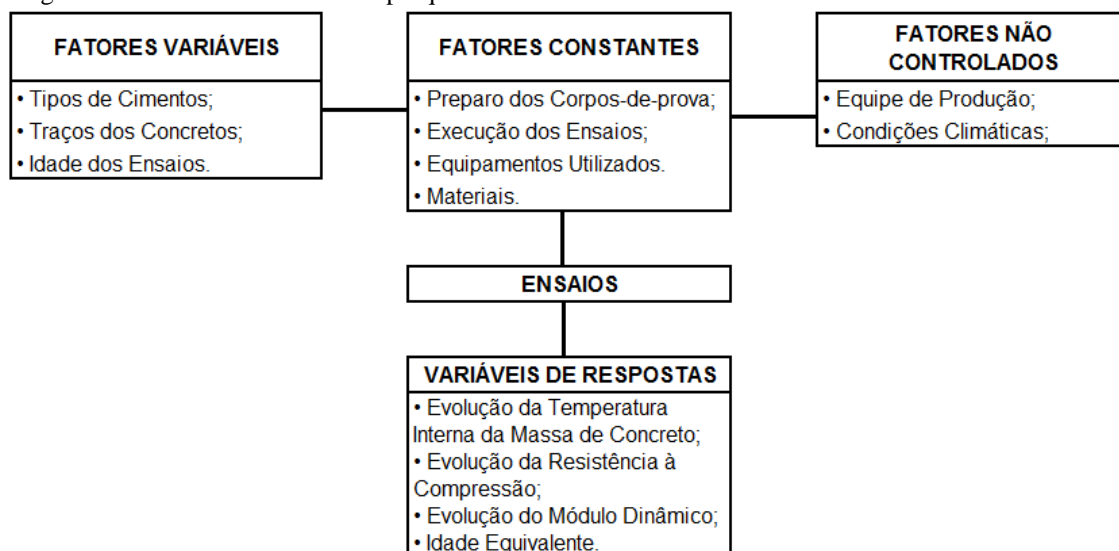 FATORES VARIÁVEIS
• Tipos de Cimentos;
• Traços dos Concretos;
• Idade dos Ensaios.
FATORES CONSTANTES
• Preparo dos Corpos-de-prova;
• Execução dos Ensaios;
• Equipamentos Utilizados.
• Materiais.
FATORES NÃO
CONTROLADOS
• Equipe de Produção;
• Condições Climáticas;
ENSAIOS
VARIÁVEIS DE RESPOSTAS
• Evolução da Temperatura
Interna da Massa de Concreto;
• Evolução da Resistência à
Compressão;
• Evolução do Módulo Dinâmico;
• Idade Equivalente.